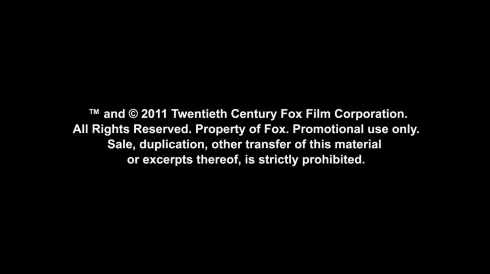 ™ and © 2011 Twentieth Century Fox Film Corporation.
All Rights Reserved. Property of Fox. Promotional use only.
Sale, duplication, other transfer of this material
or excerpts thereof, is strictly prohibited.